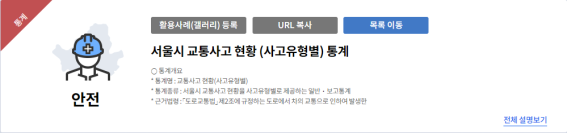 통계
활용사례(갤러리) 등록
URL 복사
목록 이동
서울시 교통사고 현황 (사고유형별) 통계
○ 통계개요
* 통계명 : 교통사고 현황(사고유형별)
* 통계종류 : 서울시 교통사고 현황을 사고유형별로 제공하는 일반・보고통계
* 근거법령 : 「도로교통법」제2조에 규정하는 도로에서 차의 교통으로 인하여 발생한
안전
전체 설명보기